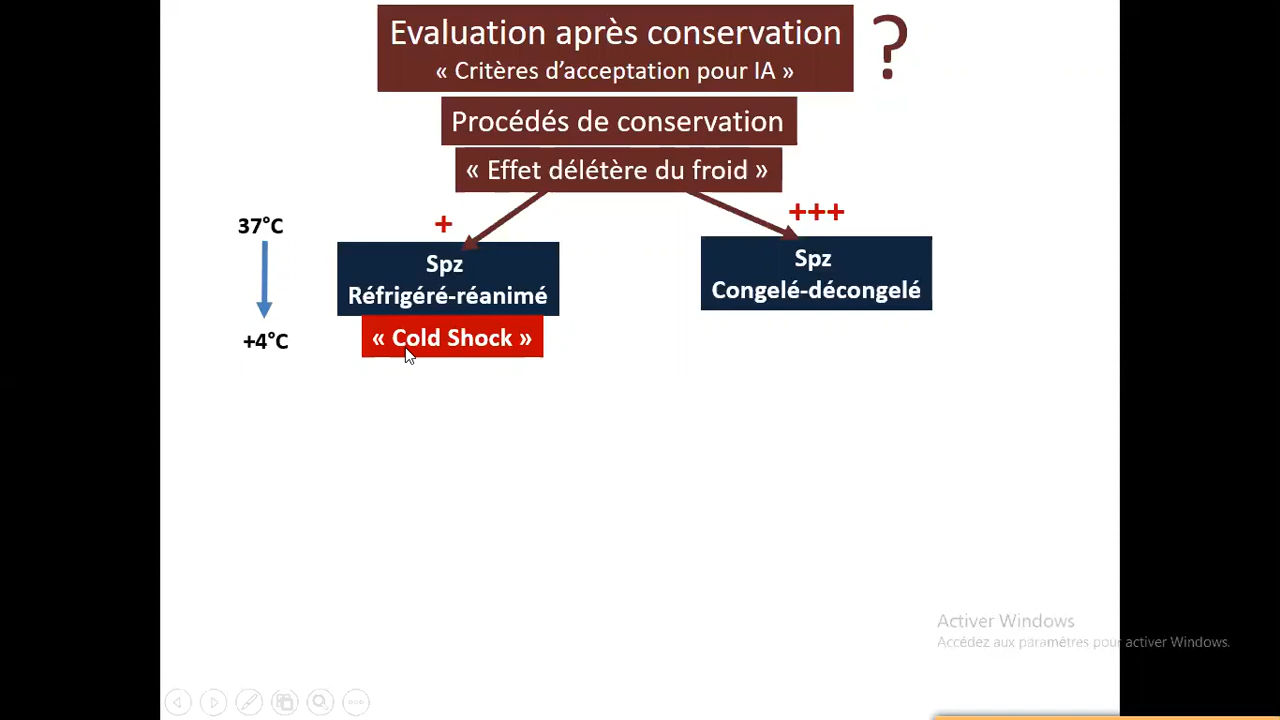 Evaluation après conservation
?
« Critères d'acceptation pour IA »
Procédés de conservation
« Effet délétère du froid »
+
+++
37°C
Spz
Réfrigéré-réanimé
Spz
Congelé-décongelé
« Cold Shock »
+4°C
Activer Windows
Accédez aux paramètres pour activer Windows.